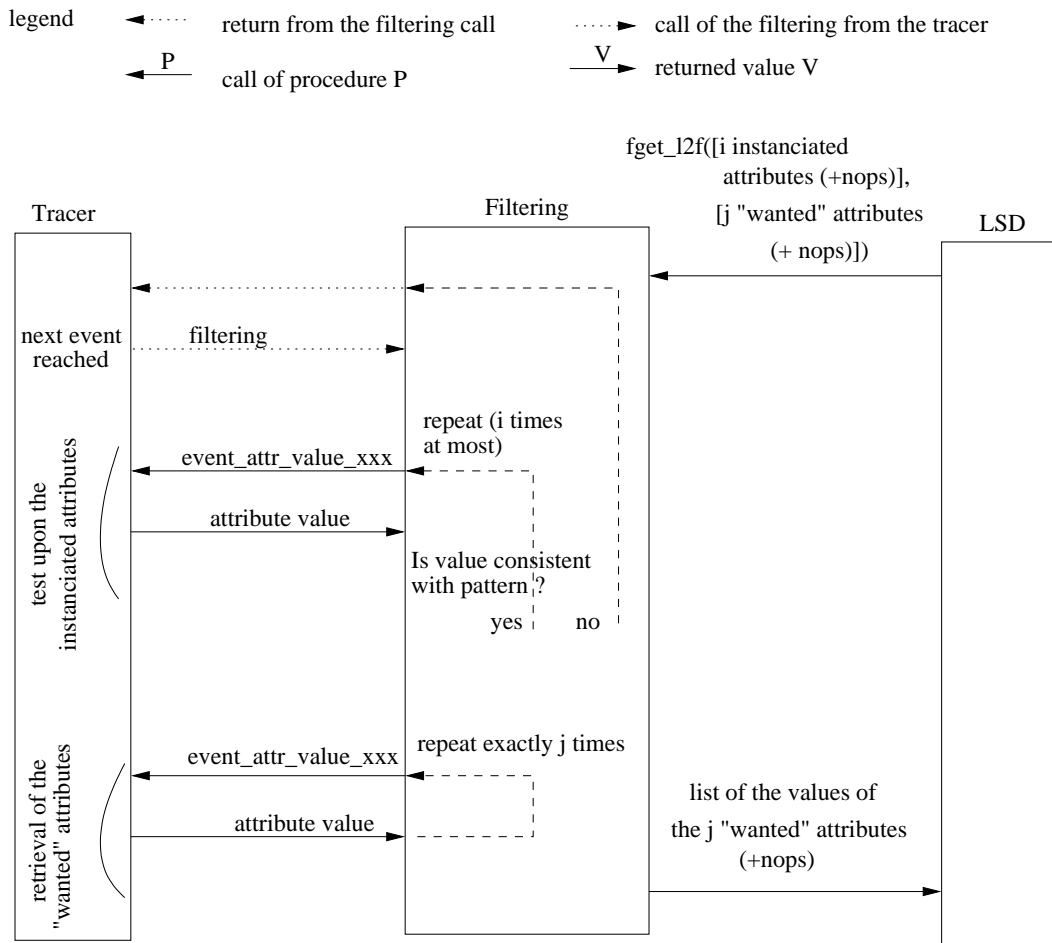 legend
return from the filtering call
call of the filtering from the tracer
P
call of procedure P
V
returned value V
fget_l2f([i instanciated
attributes (+nops)],
[j "wanted" attributes
(+ nops)])
Tracer
Filtering
LSD
next event
reached
filtering
repeat (i times
at most)
event_attr_value_xxx
attribute value
test upon the
instanciated attributes
Is value consistent
with pattern ?
yes
no
repeat exactly j times
event_attr_value_xxx
attribute value
retrieval of the
"wanted" attributes
list of the values of
the j "wanted" attributes
(+nops)